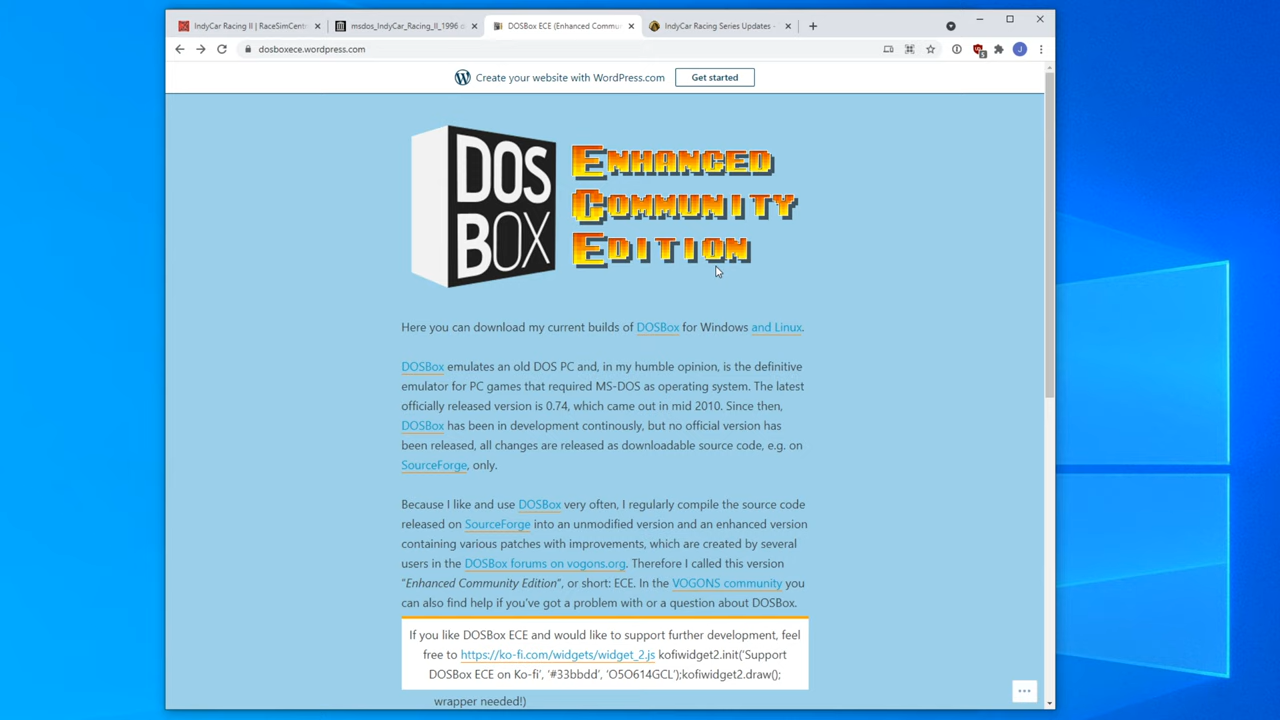 IndyCar Racing II | RaceSimCent
msdos_IndyCar_Racing_II_1996 d
DOSBox ECE (Enhanced Commu
IndyCar Racing Series Updates -
dosboxece.wordpress.com
5
J
Create your website with WordPress.com
Get started
DOS
BOX
ENHANCED
COMMUNITY
EDITION
Here you can download my current builds of DOSBox for Windows and Linux.
DOSBox emulates an old DOS PC and, in my humble opinion, is the definitive
emulator for PC games that required MS-DOS as operating system. The latest
officially released version is 0.74, which came out in mid 2010. Since then,
DOSBox has been in development continously, but no official version has
been released, all changes are released as downloadable source code, e.g. on
SourceForge, only.
Because I like and use DOSBox very often, I regularly compile the source code
released on SourceForge into an unmodified version and an enhanced version
containing various patches with improvements, which are created by several
users in the DOSBox forums on vogons.org. Therefore I called this version
“Enhanced Community Edition“, or short: ECE. In the VOGONS community you
can also find help if you've got a problem with or a question about DOSBox.
If you like DOSBox ECE and would like to support further development, feel
free to https://ko-fi.com/widgets/widget_2.js kofiwidget2.init('Support
DOSBox ECE on Ko-fi', '#33bbdd', 'O5O614GCL');kofiwidget2.draw();
wrapper needed!)